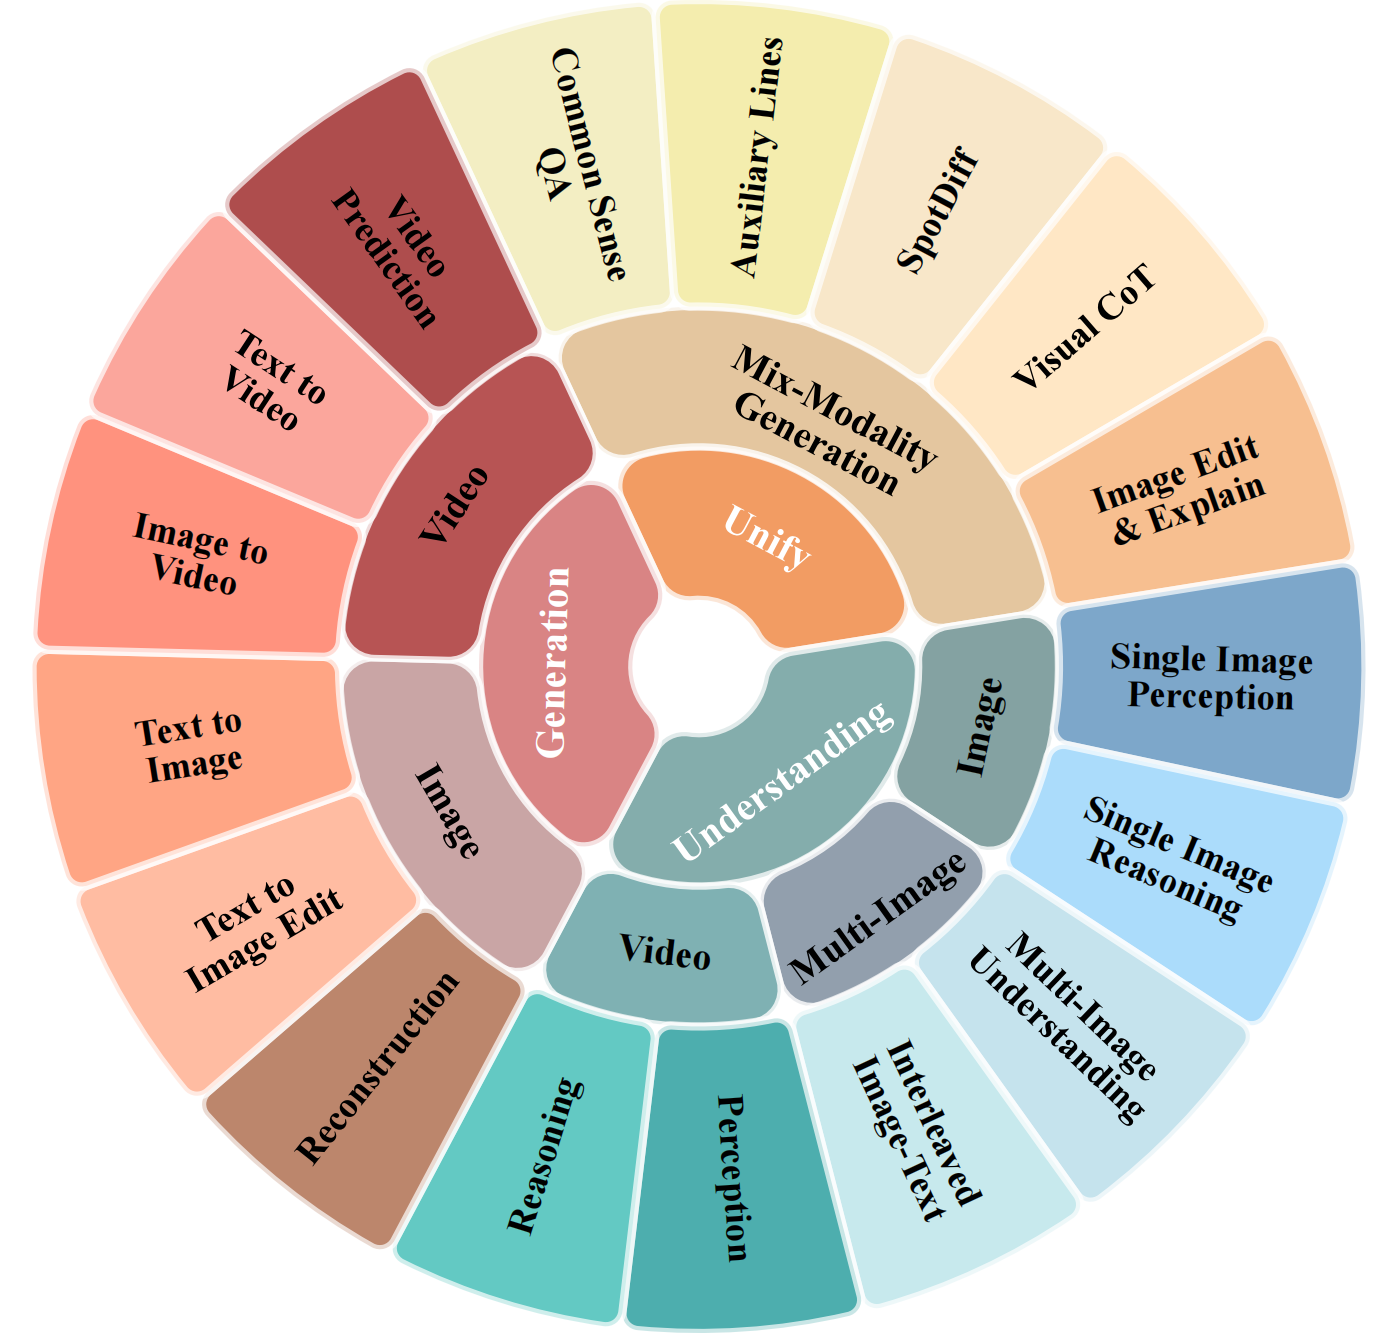 Unify
Mix-Modality
Generation
Common Sense
QA
Auxiliary Lines
SpotDiff
Visual CoT
Image Edit
& Explain
Understanding
Image
Single Image
Perception
Single Image
Reasoning
Multi-Image
Multi-Image
Understanding
Interleaved
Image-Text
Video
Perception
Reasoning
Generation
Image
Reconstruction
Text to
Image Edit
Text to
Image
Video
Image to
Video
Text to
Video
Video
Prediction